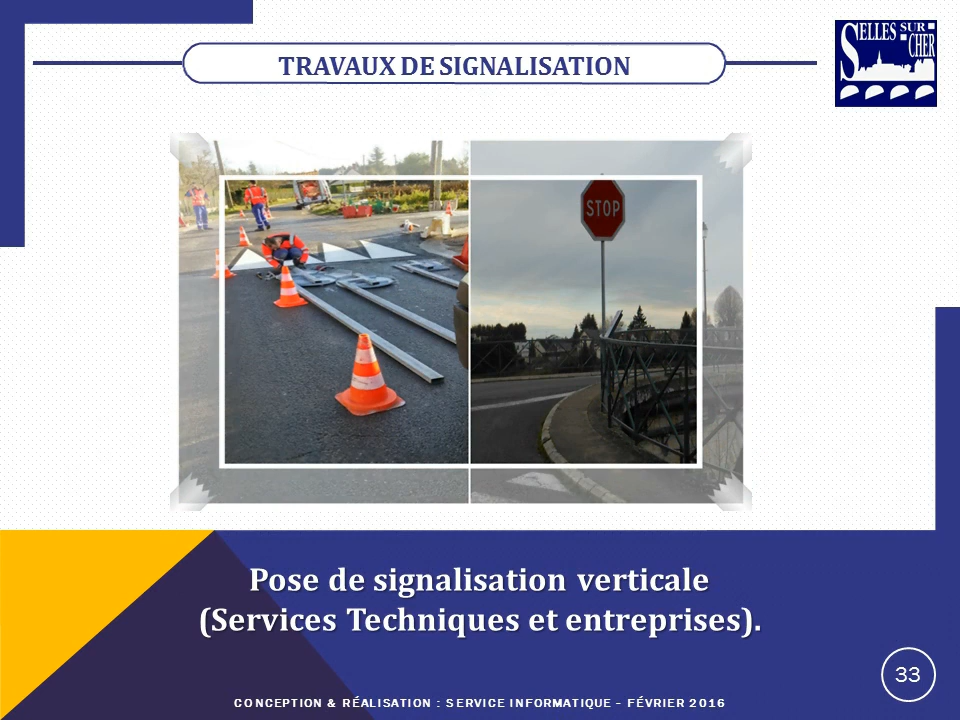 TRAVAUX DE SIGNALISATION
SELLES SUR
CHER
STOP
Pose de signalisation verticale
(Services Techniques et entreprises).
33
CONCEPTION & RÉALISATION : SERVICE INFORMATIQUE - FÉVRIER 2016